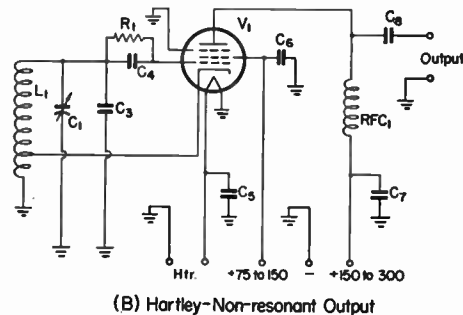 R1
V1
C8
C4
C6
Output
L1
C1
C3
RFC1
C5
C7
Htr.
+75 to 150
–
+150 to 300
(B) Hartley-Non-resonant Output